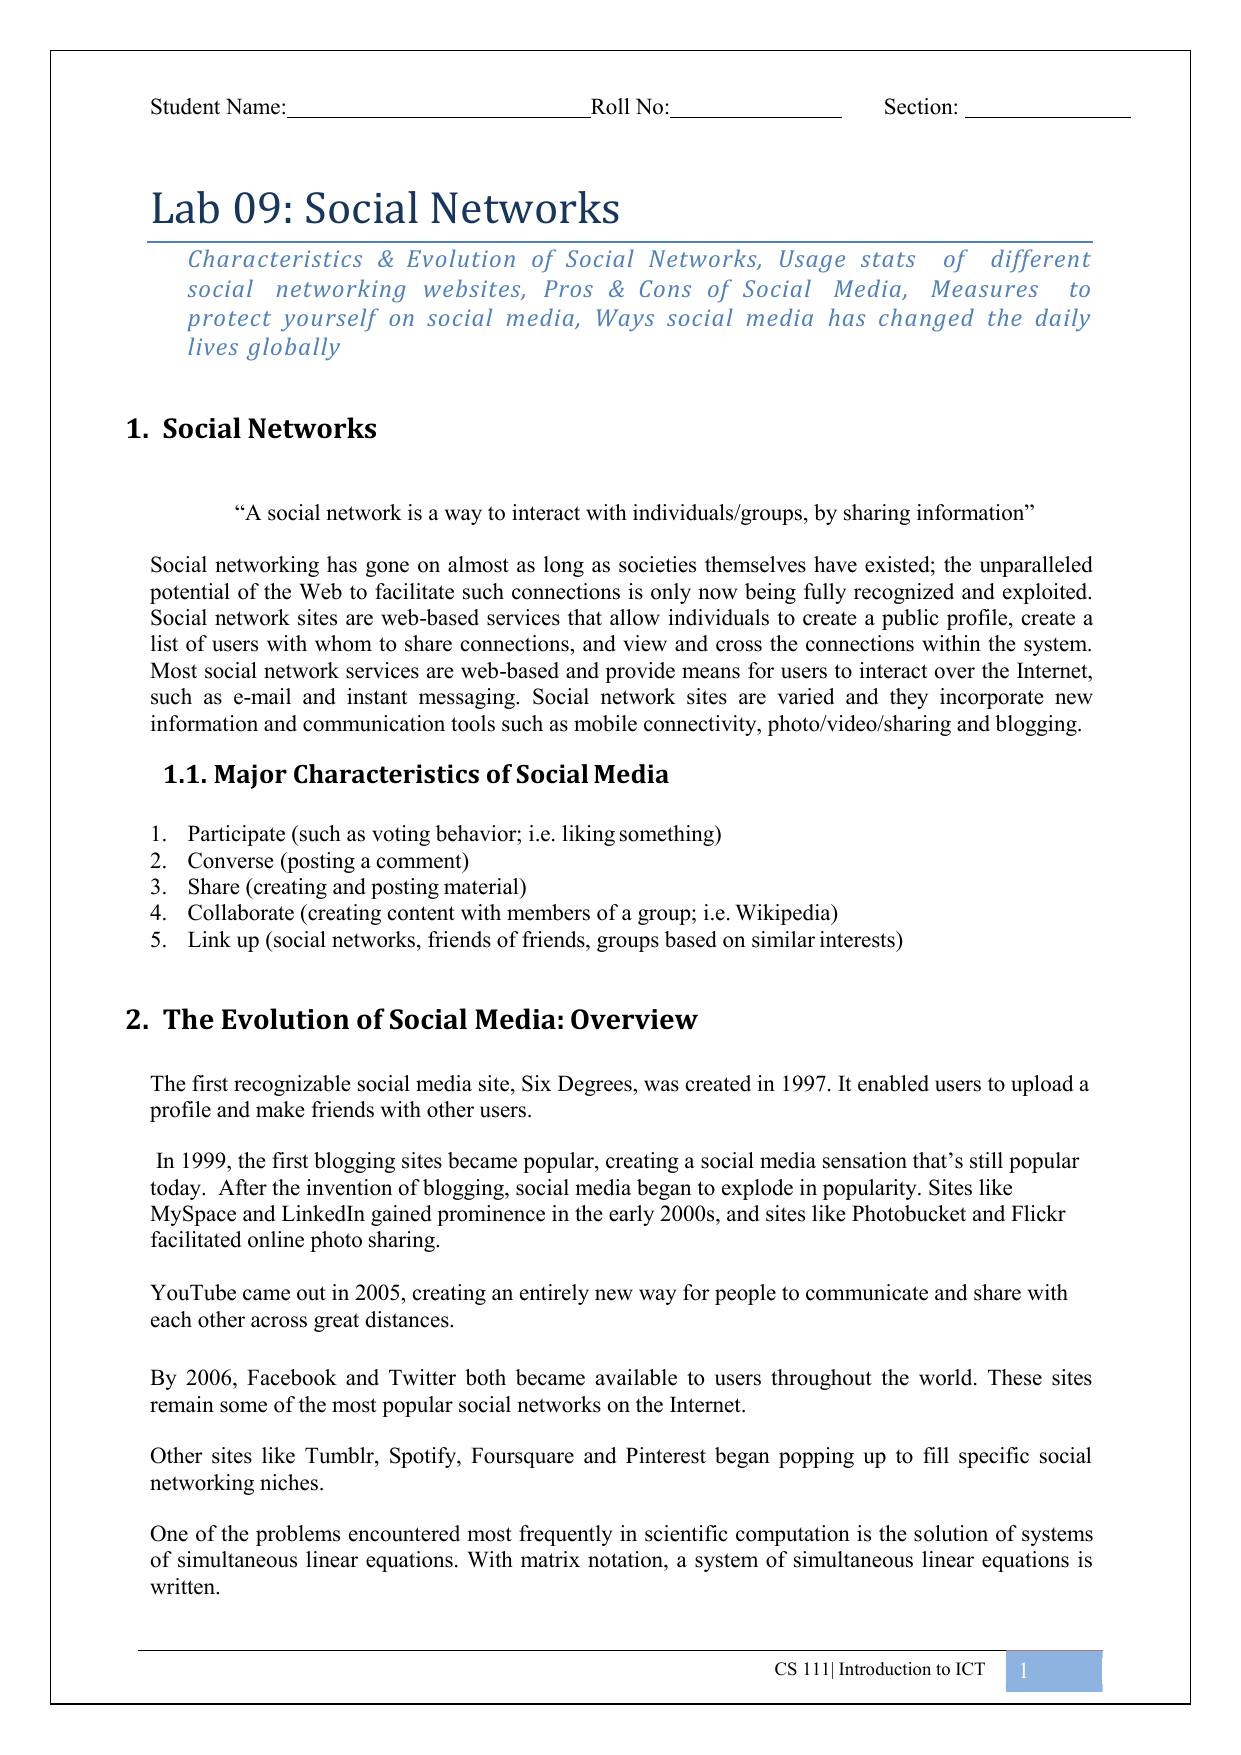 Student Name: Roll No: Section:
Lab 09: Social Networks
Characteristics & Evolution of Social Networks, Usage stats of different
social networking websites, Pros & Cons of Social Media, Measures to
protect yourself on social media, Ways social media has changed the daily
lives globally
1. Social Networks
“A social network is a way to interact with individuals/groups, by sharing information”
Social networking has gone on almost as long as societies themselves have existed; the unparalleled
potential of the Web to facilitate such connections is only now being fully recognized and exploited.
Social network sites are web-based services that allow individuals to create a public profile, create a
list of users with whom to share connections, and view and cross the connections within the system.
Most social network services are web-based and provide means for users to interact over the Internet,
such as e-mail and instant messaging. Social network sites are varied and they incorporate new
information and communication tools such as mobile connectivity, photo/video/sharing and blogging.
1.1. Major Characteristics of Social Media
1. Participate (such as voting behavior; i.e. liking something)
2. Converse (posting a comment)
3. Share (creating and posting material)
4. Collaborate (creating content with members of a group; i.e. Wikipedia)
5. Link up (social networks, friends of friends, groups based on similar interests)
2. The Evolution of Social Media: Overview
The first recognizable social media site, Six Degrees, was created in 1997. It enabled users to upload a
profile and make friends with other users.
In 1999, the first blogging sites became popular, creating a social media sensation that’s still popular
today. After the invention of blogging, social media began to explode in popularity. Sites like
MySpace and LinkedIn gained prominence in the early 2000s, and sites like Photobucket and Flickr
facilitated online photo sharing.
YouTube came out in 2005, creating an entirely new way for people to communicate and share with
each other across great distances.
By 2006, Facebook and Twitter both became available to users throughout the world. These sites
remain some of the most popular social networks on the Internet.
Other sites like Tumblr, Spotify, Foursquare and Pinterest began popping up to fill specific social
networking niches.
One of the problems encountered most frequently in scientific computation is the solution of systems
of simultaneous linear equations. With matrix notation, a system of simultaneous linear equations is
written.
CS 111| Introduction to ICT 1